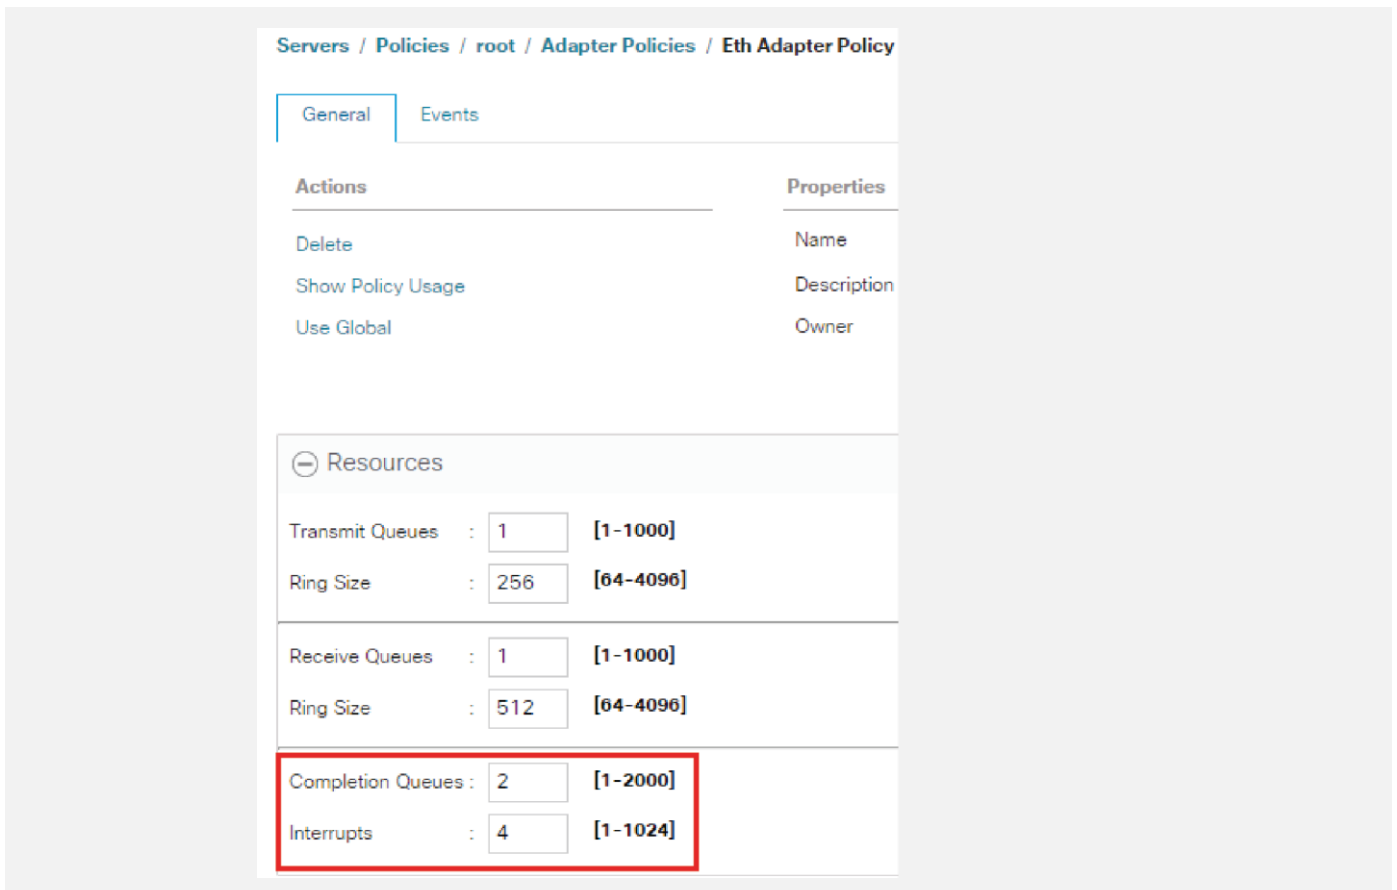 Servers / Policies / root / Adapter Policies / Eth Adapter Policy
General Events
Actions
Delete
Show Policy Usage
Use Global
Properties
Name
Description
Owner
Resources
Transmit Queues : 1 [1-1000]
Ring Size : 256 [64-4096]
Receive Queues : 1 [1-1000]
Ring Size : 512 [64-4096]
Completion Queues : 2 [1-2000]
Interrupts : 4 [1-1024]